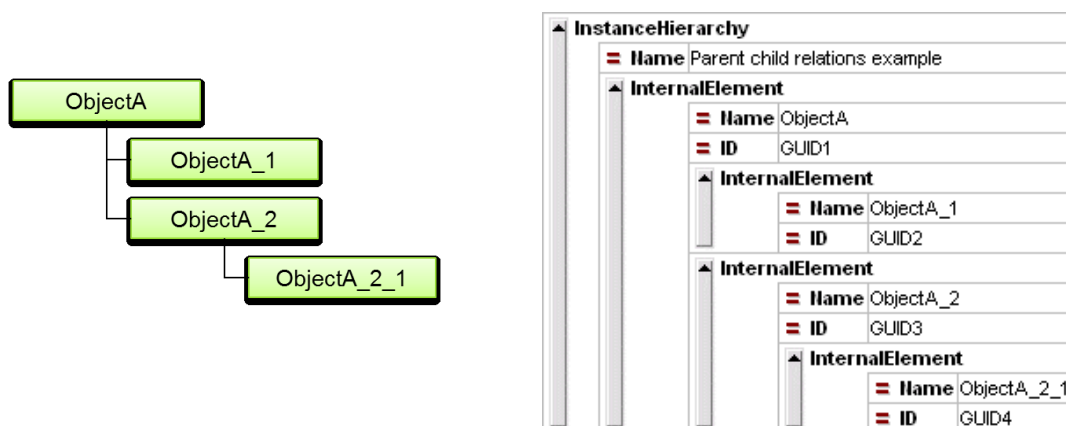 ObjectA
ObjectA_1
ObjectA_2
ObjectA_2_1
InstanceHierarchy
= Name Parent child relations example
InternalElement
= Name ObjectA
= ID GUID1
InternalElement
= Name ObjectA_1
= ID GUID2
InternalElement
= Name ObjectA_2
= ID GUID3
InternalElement
= Name ObjectA_2_1
= ID GUID4